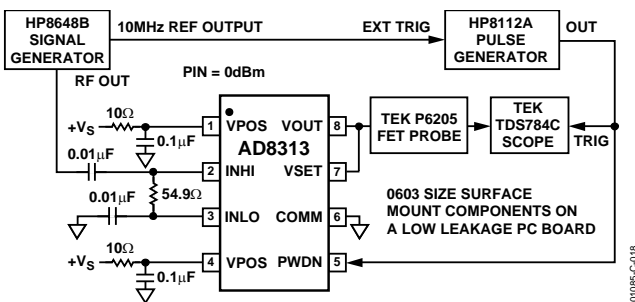 HP8648B
SIGNAL
GENERATOR
10MHz REF OUTPUT
EXT TRIG
HP8112A
PULSE
GENERATOR
OUT
RF OUT
PIN = 0dBm
+VS
10Ω
0.1μF
1 VPOS
VOUT 8
AD8313
TEK P6205
FET PROBE
TEK
TDS784C
SCOPE
TRIG
0.01μF
2 INHI
VSET 7
54.9Ω
0.01μF
3 INLO
COMM 6
0603 SIZE SURFACE
MOUNT COMPONENTS ON
A LOW LEAKAGE PC BOARD
+VS
10Ω
0.1μF
4 VPOS
PWDN 5
01085-C-018